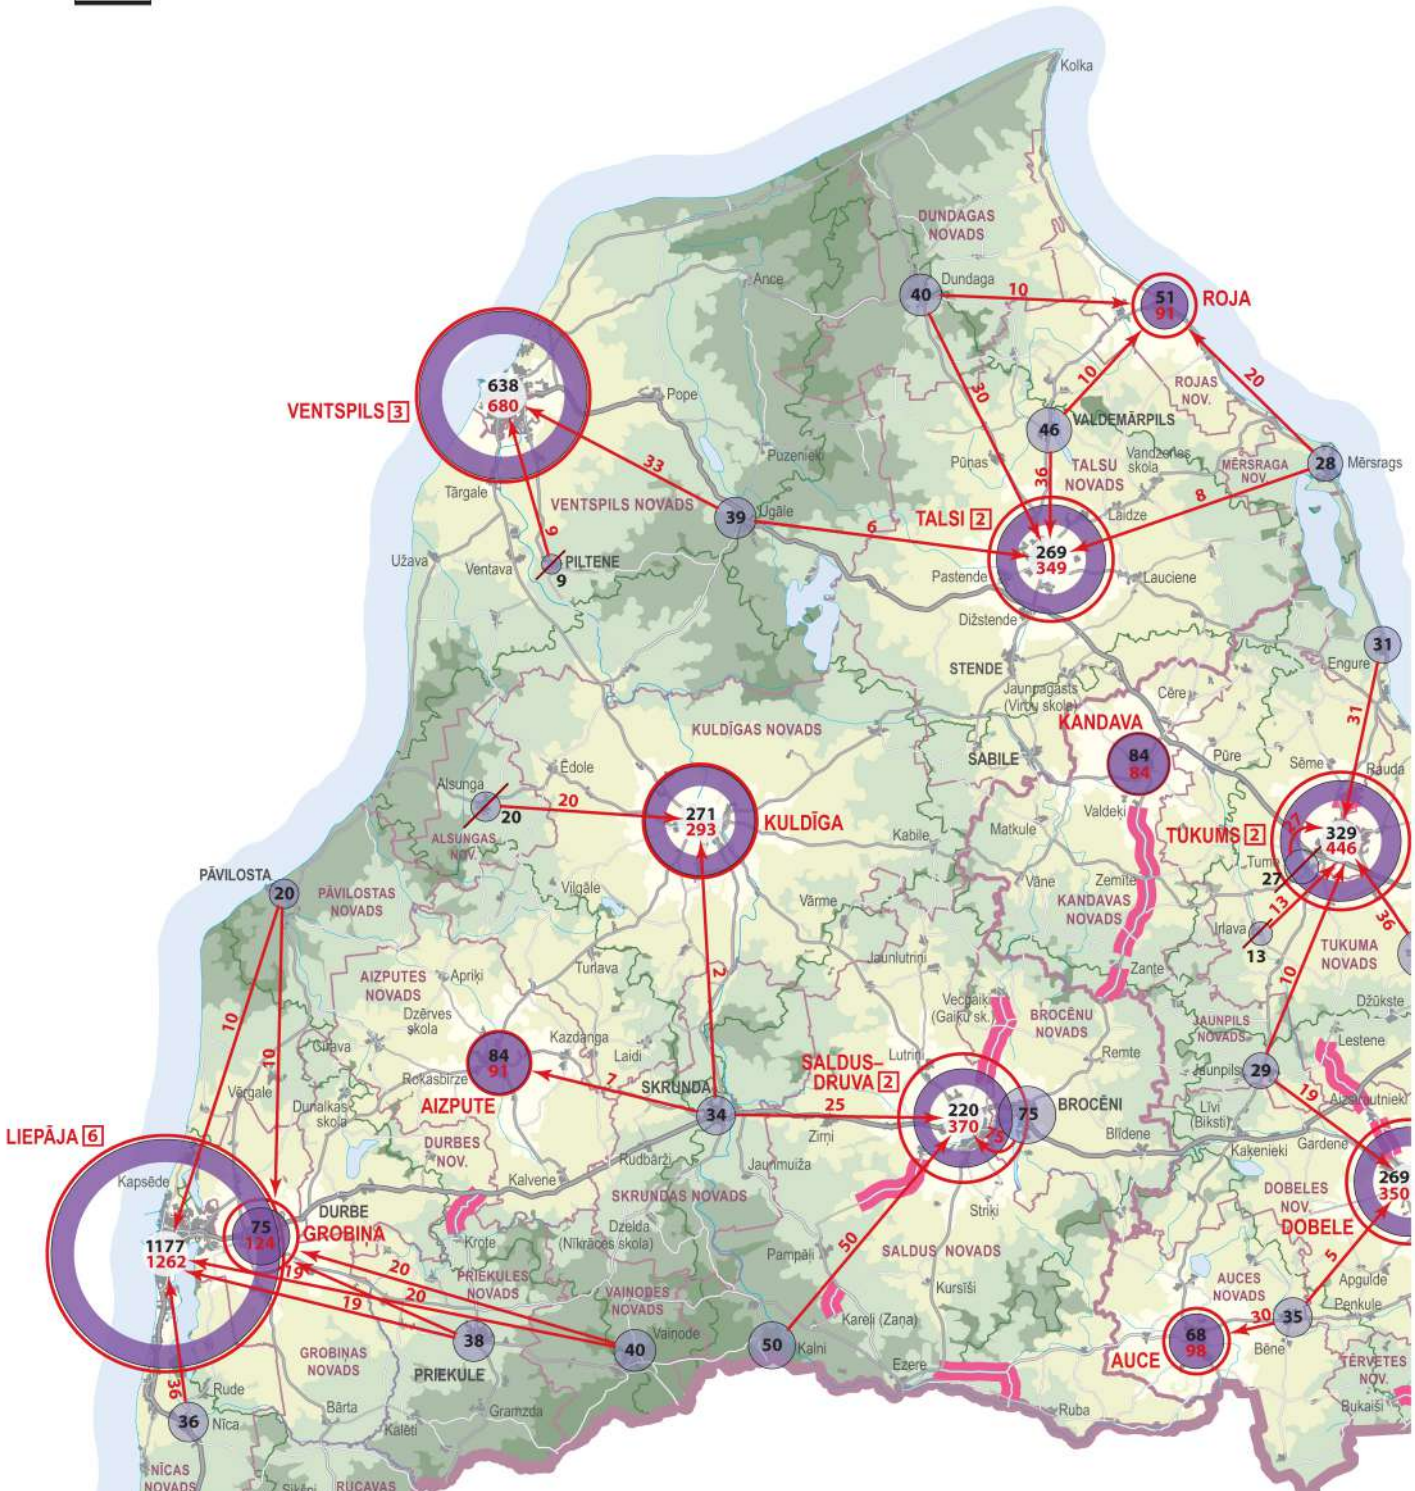 Kolka
DUNDAGAS
NOVADS
Ance
Dundaga
40
10
51
91
ROJA
30
10
20
ROJAS
NOV.
638
680
VENTSPILS 3
Pope
46
VALDEMĀRPILS
Puzenieki
Pūņas
Vandzenes
skola
TALSU
NOVADS
MĒRSRAGA
NOV.
28
Mērsrags
33
36
8
Tārgale
VENTSPILS NOVADS
39
Ugāle
6
TALSI 2
Laidze
269
349
9
PILTENE
9
Užava
Ventava
Pastende
Lauciene
Dižstende
31
Engure
STENDE
Jaunpagasts
(Virbu skola)
Cēre
31
KULDĪGAS NOVADS
KANDAVA
84
84
SABILE
Pūre
Sēme
Rauda
Ēdole
Alsunga
20
20
271
293
KULDĪGA
Valdeķi
Matkule
TUKUMS 2
27
329
446
ALSUNGAS
NOV.
Kabile
Tume
27
PĀVILOSTA
20
PĀVILOSTAS
NOVADS
Vilgāle
Vārme
Vāne
Zemīte
KANDAVAS
NOVADS
13
36
Irlava
13
TUKUMA
NOVADS
AIZPUTES
NOVADS
Apriķi
Turlava
Jaunlutriņi
Zante
10
2
Džūkste
Dzērves
skola
Vecgaiķi
(Gaiķu sk.)
BROCĒNU
NOVADS
JAUNPILS
NOVADS
Lestene
10
10
Cīrava
Kazdanga
Laidi
84
91
Rokasbirze
Lutriņi
Remte
Vērgale
7
SKRUNDA
SALDUS–
DRUVA 2
Jaunpils
29
Aizstrautnieki
AIZPUTE
Dunalkas
skola
34
25
220
370
75
75
BROCĒNI
19
Līvi
(Biksti)
LIEPĀJA 6
DURBES
NOV.
Zirņi
Blīdene
Kaķenieki
Gardene
Rudbārži
Jaunmuiža
Kapsēde
Kalvene
SKRUNDAS NOVADS
269
350
DURBE
GROBIŅA
75
124
DOBELES
NOV.
DOBELE
Dzelda
(Nīkrāces skola)
Striķi
1177
1262
Krote
Pampāļi
50
SALDUS NOVADS
20
19
PRIEKULES
NOVADS
VAIŅODES
NOVADS
Kursīši
AUCES
NOVADS
5
Apgulde
20
19
Penkule
38
Vaiņode
40
50
Kalni
Kareļi (Zaņa)
35
30
68
98
Bēne
GROBIŅAS
NOVADS
PRIEKULE
Ezere
AUCE
TĒRVETES
NOV.
36
Rude
36
Nīca
Bārta
Gramzda
Ruba
Bukaiši
Kalēti
NĪCAS
NOVADS
RUCAVAS